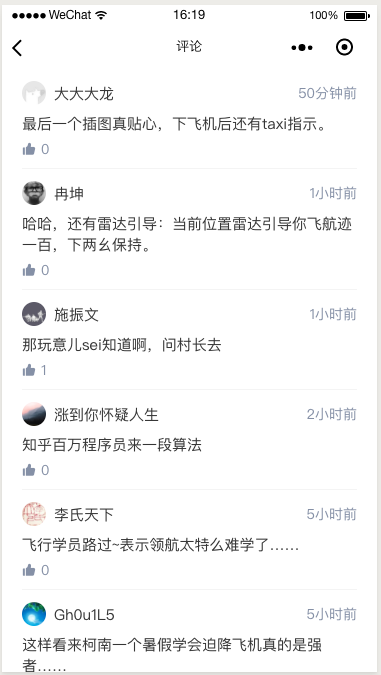 WeChat 16:19 100%
评论
大大大龙 50分钟前
最后一个插图真贴心，下飞机后还有taxi指示。
0
冉坤 1小时前
哈哈，还有雷达引导：当前位置雷达引导你飞航迹
一百，下两幺保持。
0
施振文 1小时前
那玩意儿sei知道啊，问村长去
1
涨到你怀疑人生 2小时前
知乎百万程序员来一段算法
0
李氏天下 5小时前
飞行学员路过~表示领航太特么难学了……
0
Gh0u1L5 5小时前
这样看来柯南一个暑假学会迫降飞机真的是强
者……